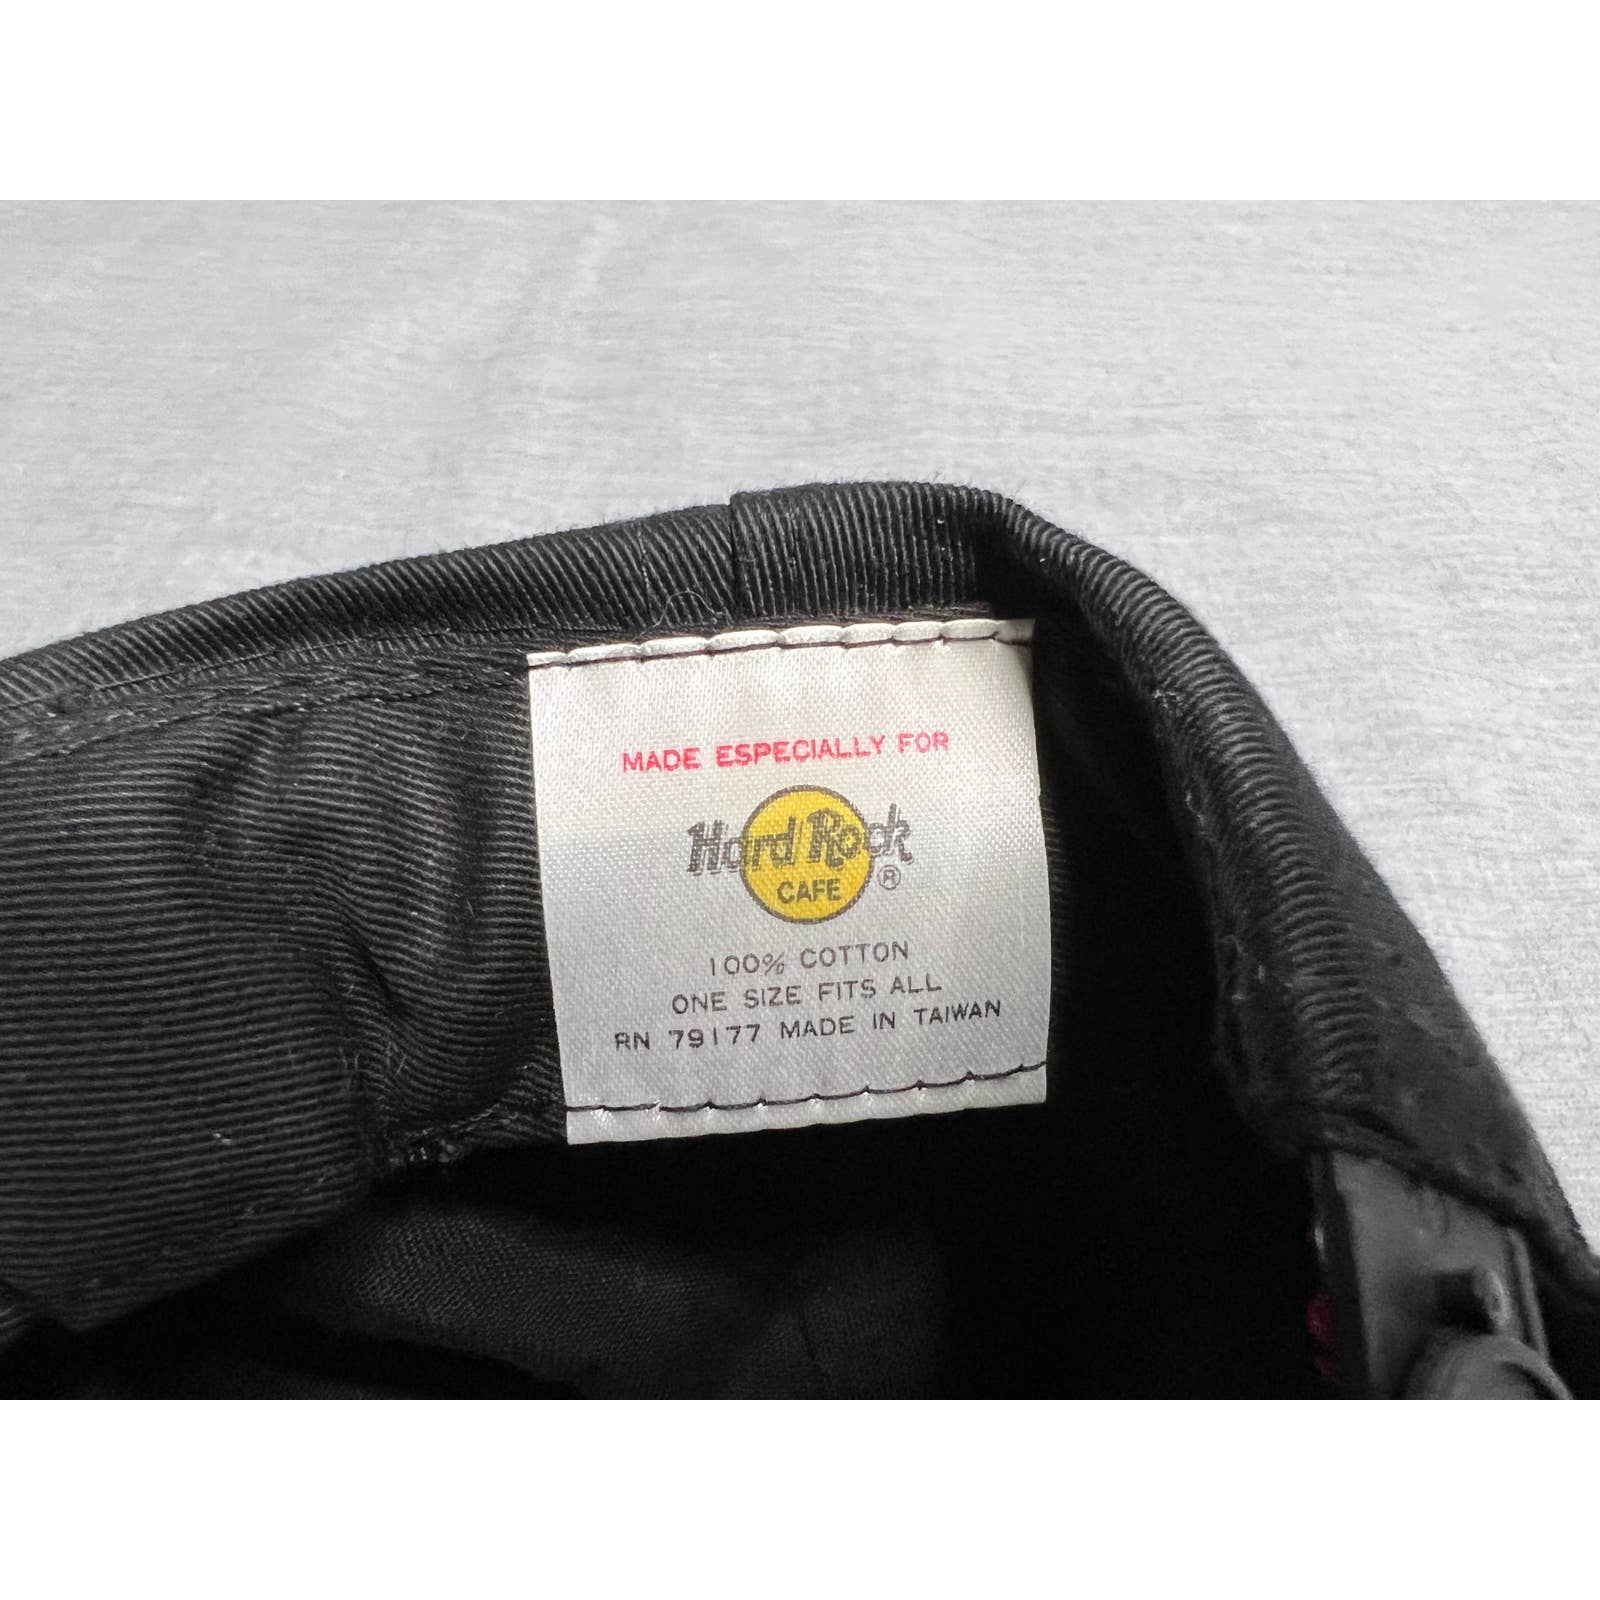 MADE ESPECIALLY FOR
Hard Rock
CAFE ®
100% COTTON
ONE SIZE FITS ALL
RN 79177 MADE IN TAIWAN